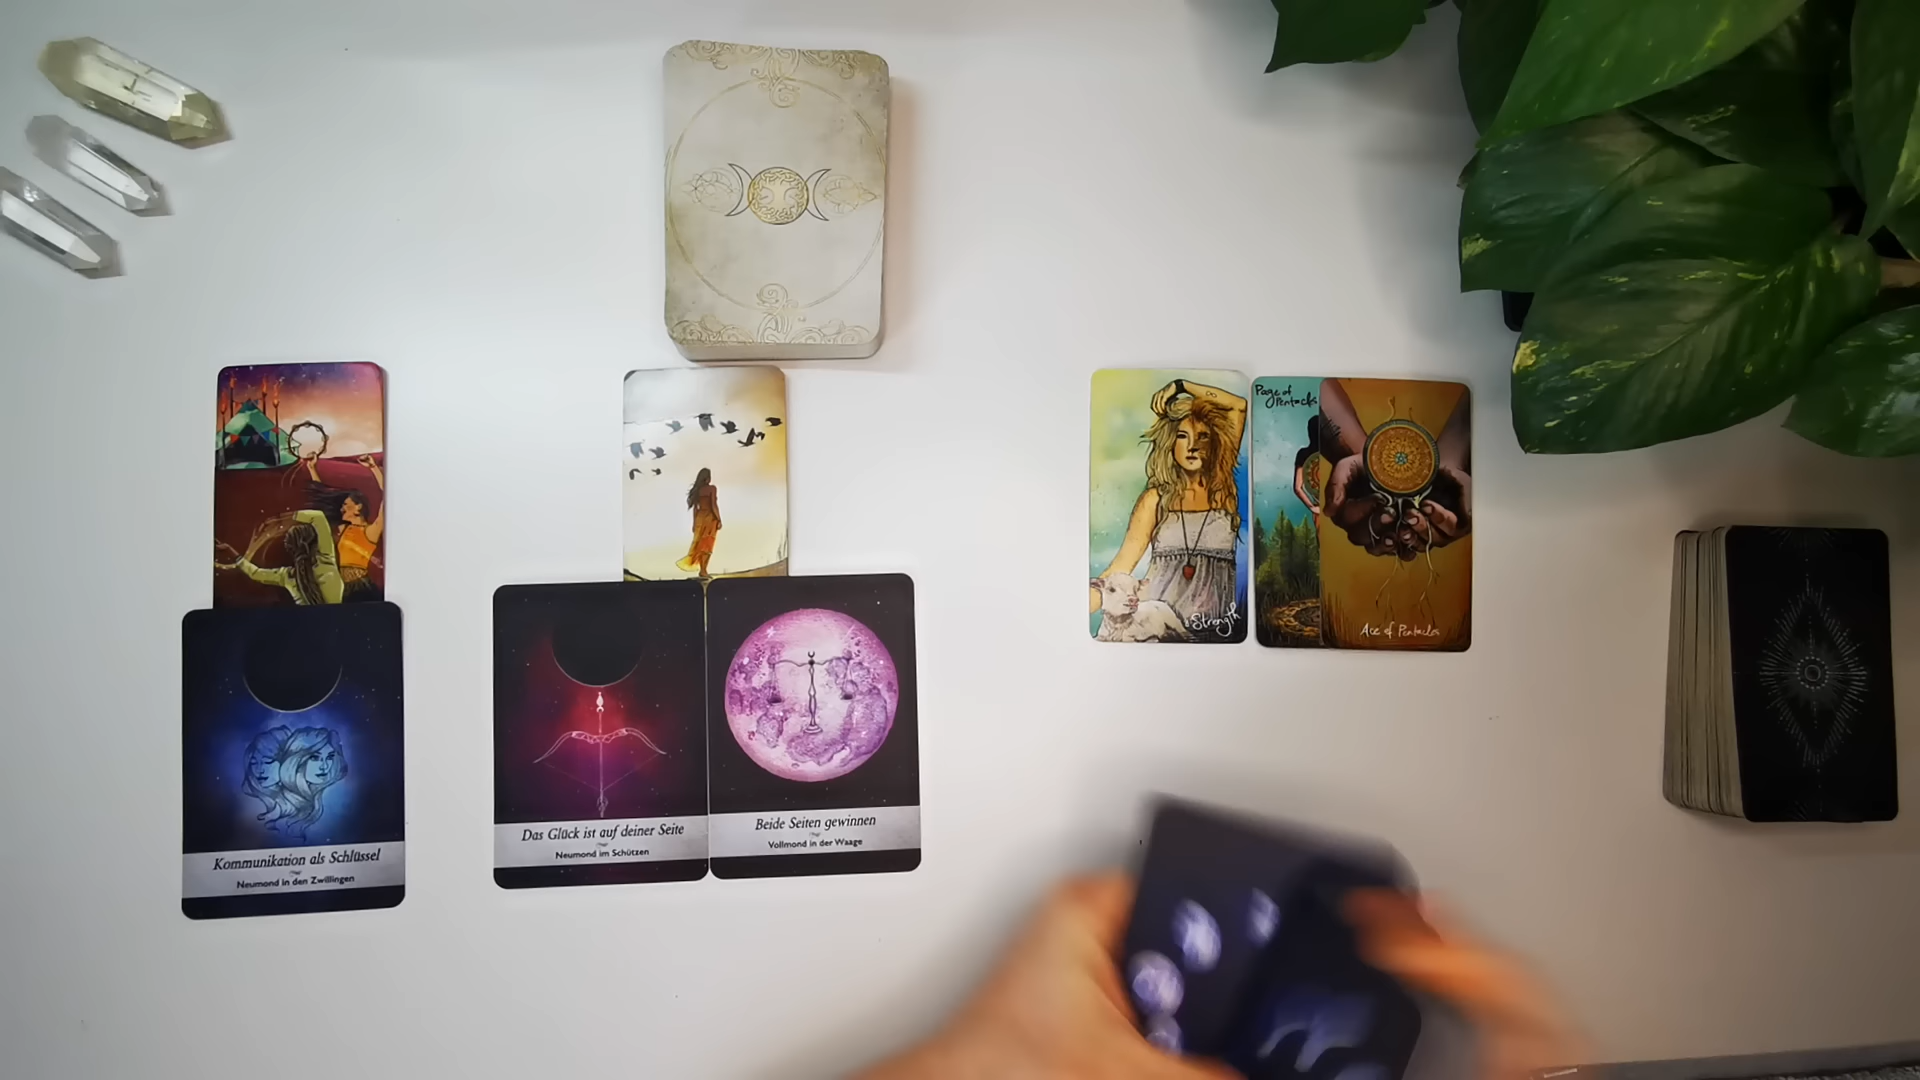 Kommunikation als Schlüssel
Neumond in den Zwillingen
Das Glück ist auf deiner Seite
Neumond im Schützen
Beide Seiten gewinnen
Vollmond in der Waage
Strength
Page of
Pentacles
Ace of Pentacles